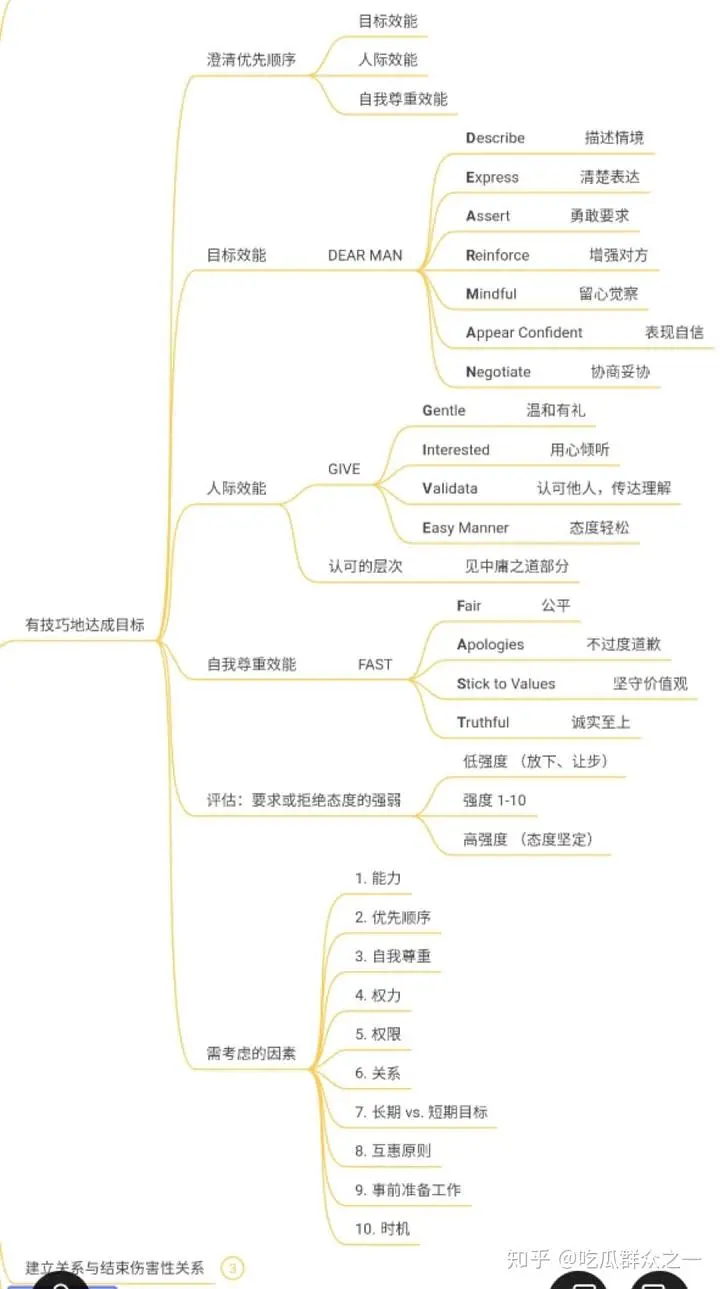 目标效能
澄清优先顺序
人际效能
自我尊重效能
Describe 描述情境
Express 清楚表达
Assert 勇敢要求
目标效能 DEAR MAN
Reinforce 增强对方
Mindful 留心觉察
Appear Confident 表现自信
Negotiate 协商妥协
Gentle 温和有礼
Interested 用心倾听
GIVE
人际效能
Validata 认可他人，传达理解
Easy Manner 态度轻松
认可的层次 见中庸之道部分
Fair 公平
有技巧地达成目标
Apologies 不过度道歉
自我尊重效能 FAST
Stick to Values 坚守价值观
Truthful 诚实至上
低强度 （放下、让步）
评估：要求或拒绝态度的强弱
强度 1-10
高强度 （态度坚定）
1. 能力
2. 优先顺序
3. 自我尊重
4. 权力
5. 权限
需考虑的因素
6. 关系
7. 长期 vs. 短期目标
8. 互惠原则
9. 事前准备工作
10. 时机
建立关系与结束伤害性关系 3
知乎 @吃瓜群众之一